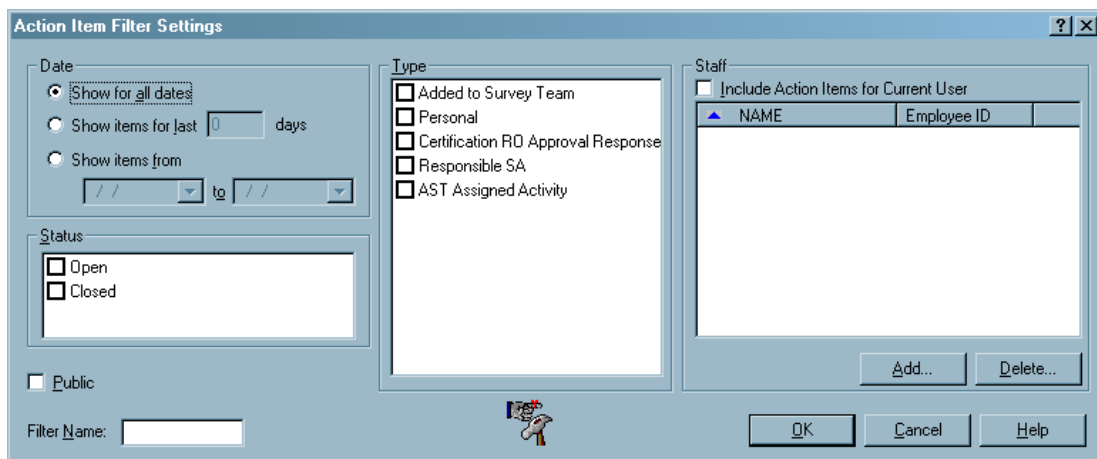 Action Item Filter Settings
Date
Show for all dates
Show items for last 0 days
Show items from
/ / to / /
Status
Open
Closed
Public
Filter Name:
Type
Added to Survey Team
Personal
Certification RO Approval Response
Responsible SA
AST Assigned Activity
Staff
Include Action Items for Current User
NAME Employee ID
Add... Delete...
OK Cancel Help